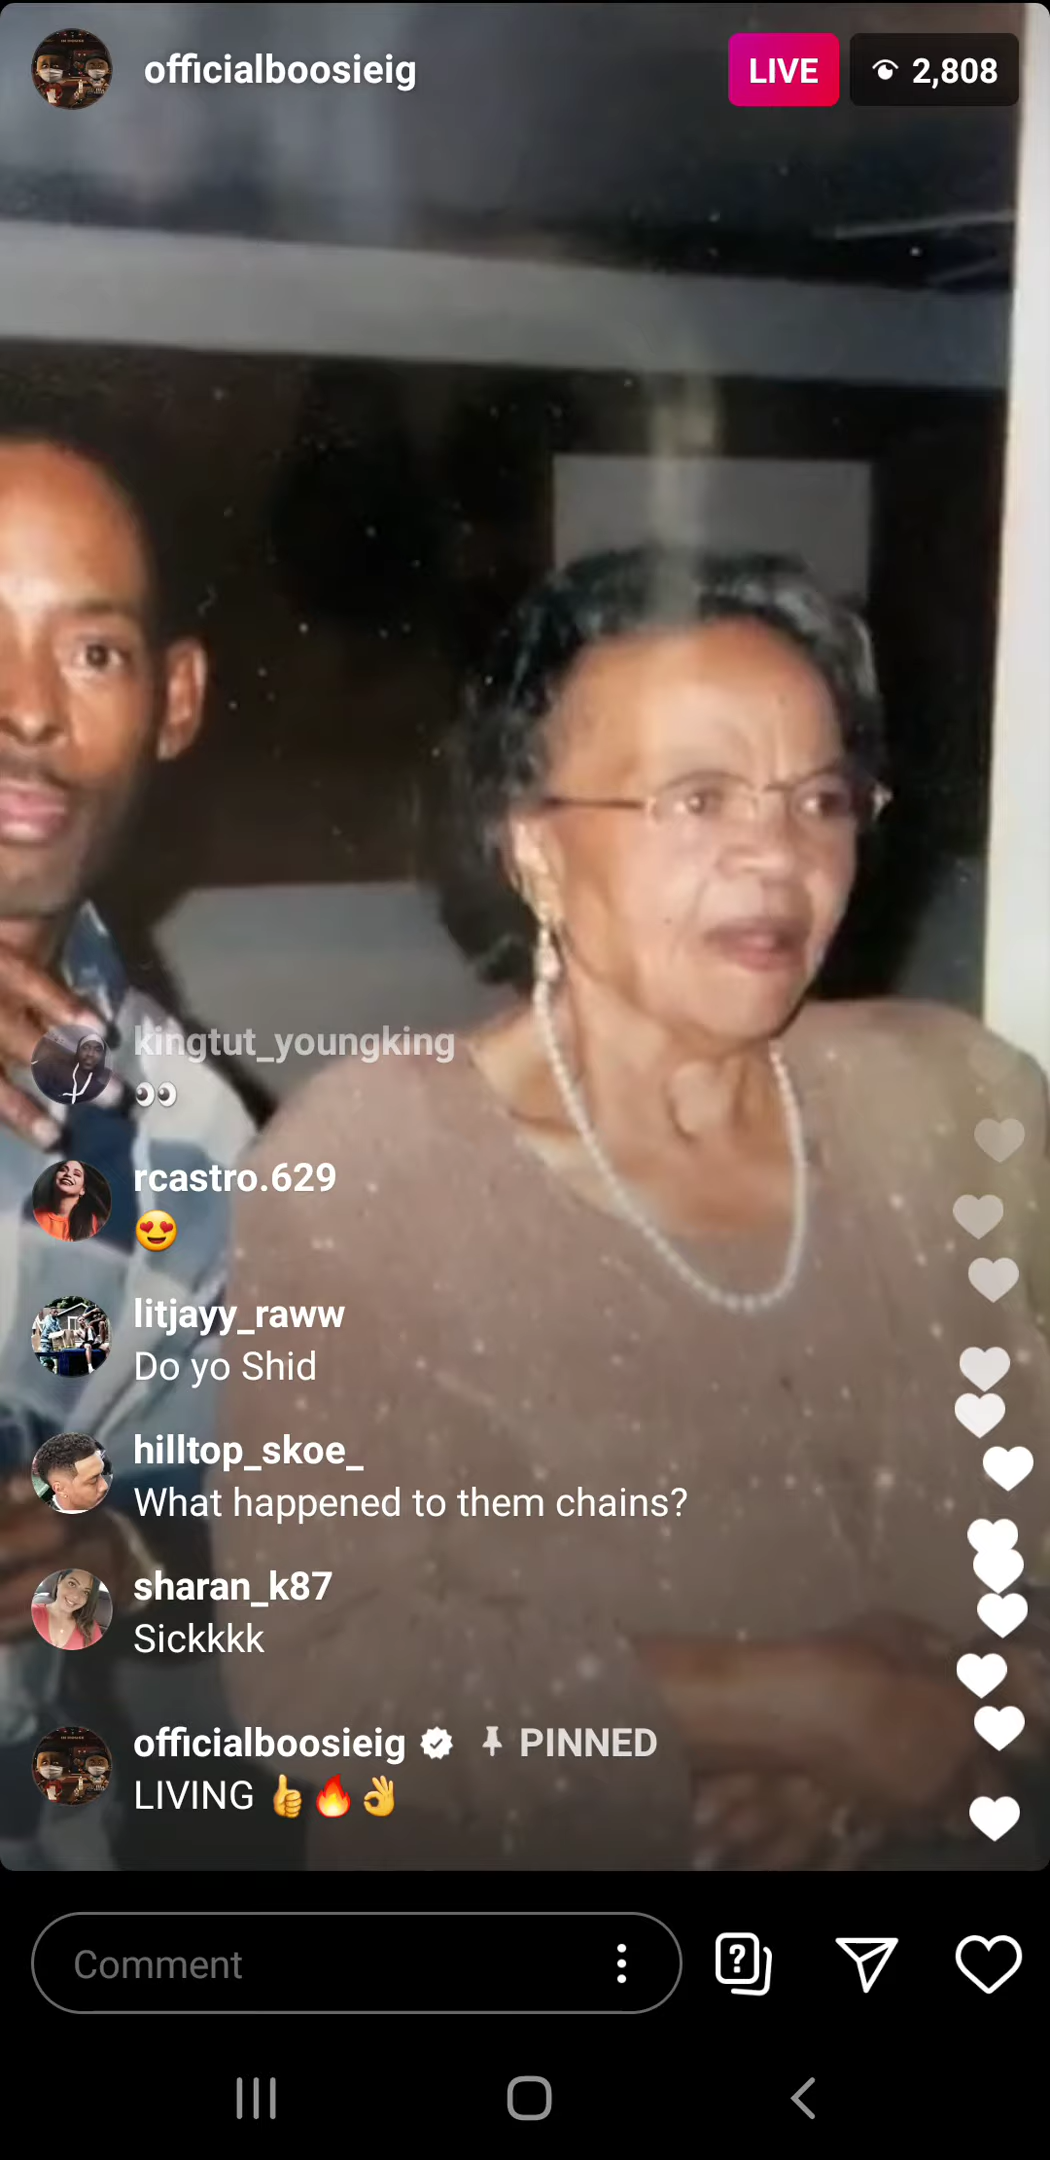 officialboosieig
LIVE
2,808
kingtut_youngking
👀
rcastro.629
😍
litjayy_raww
Do yo Shid
hilltop_skoe_
What happened to them chains?
sharan_k87
Sickkkk
officialboosieig PINNED
LIVING 👍🔥👌
Comment